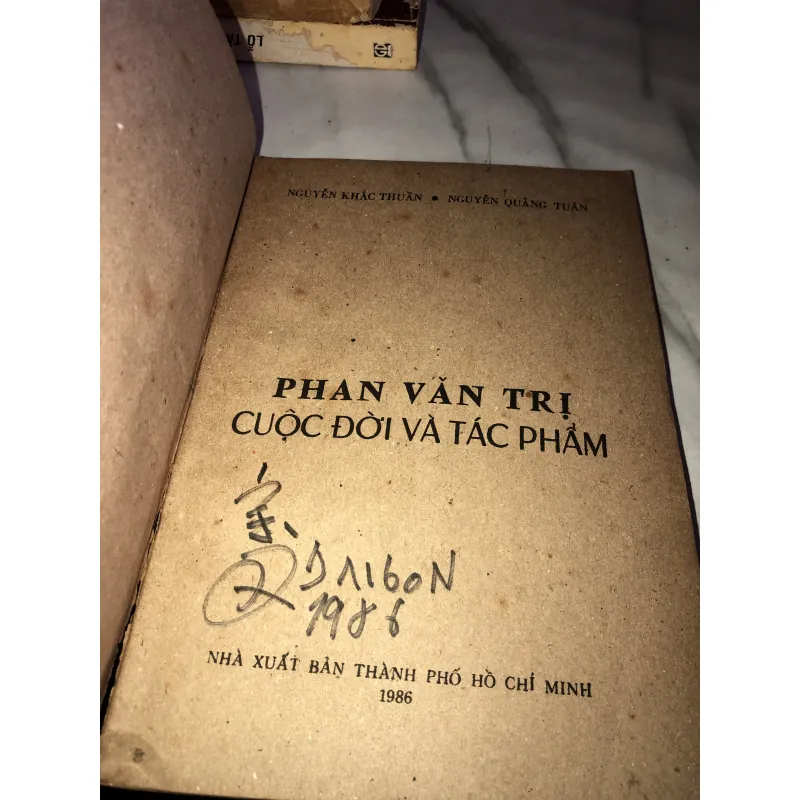 LỖ T
NGUYỄN KHẮC THUẦN • NGUYỄN QUẢNG TUÂN
PHAN VĂN TRỊ
CUỘC ĐỜI VÀ TÁC PHẨM
SAIGON
1986
NHÀ XUẤT BẢN THÀNH PHỐ HỒ CHÍ MINH
1986